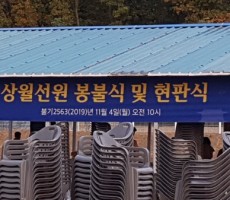 상월선원 봉불식 및 현판식
불기2563(2019)년 11월 4일(월) 오전 10시